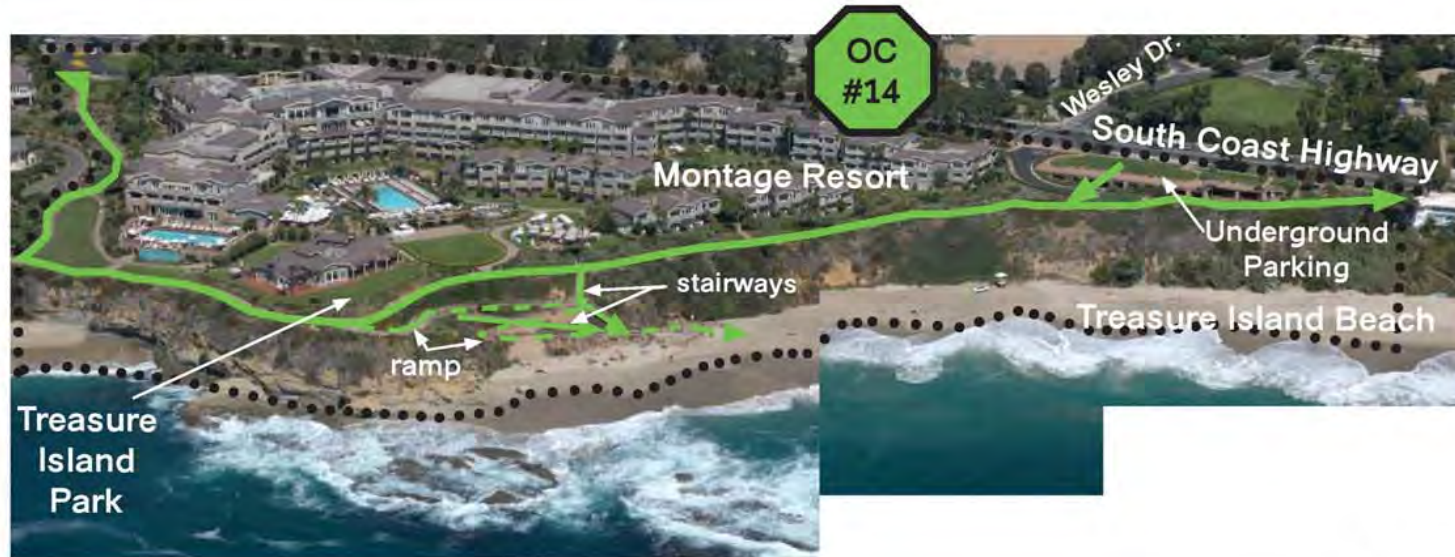 OC
#14
Wesley Dr.
South Coast Highway
Montage Resort
Underground
Parking
stairways
Treasure Island Beach
ramp
Treasure
Island
Park